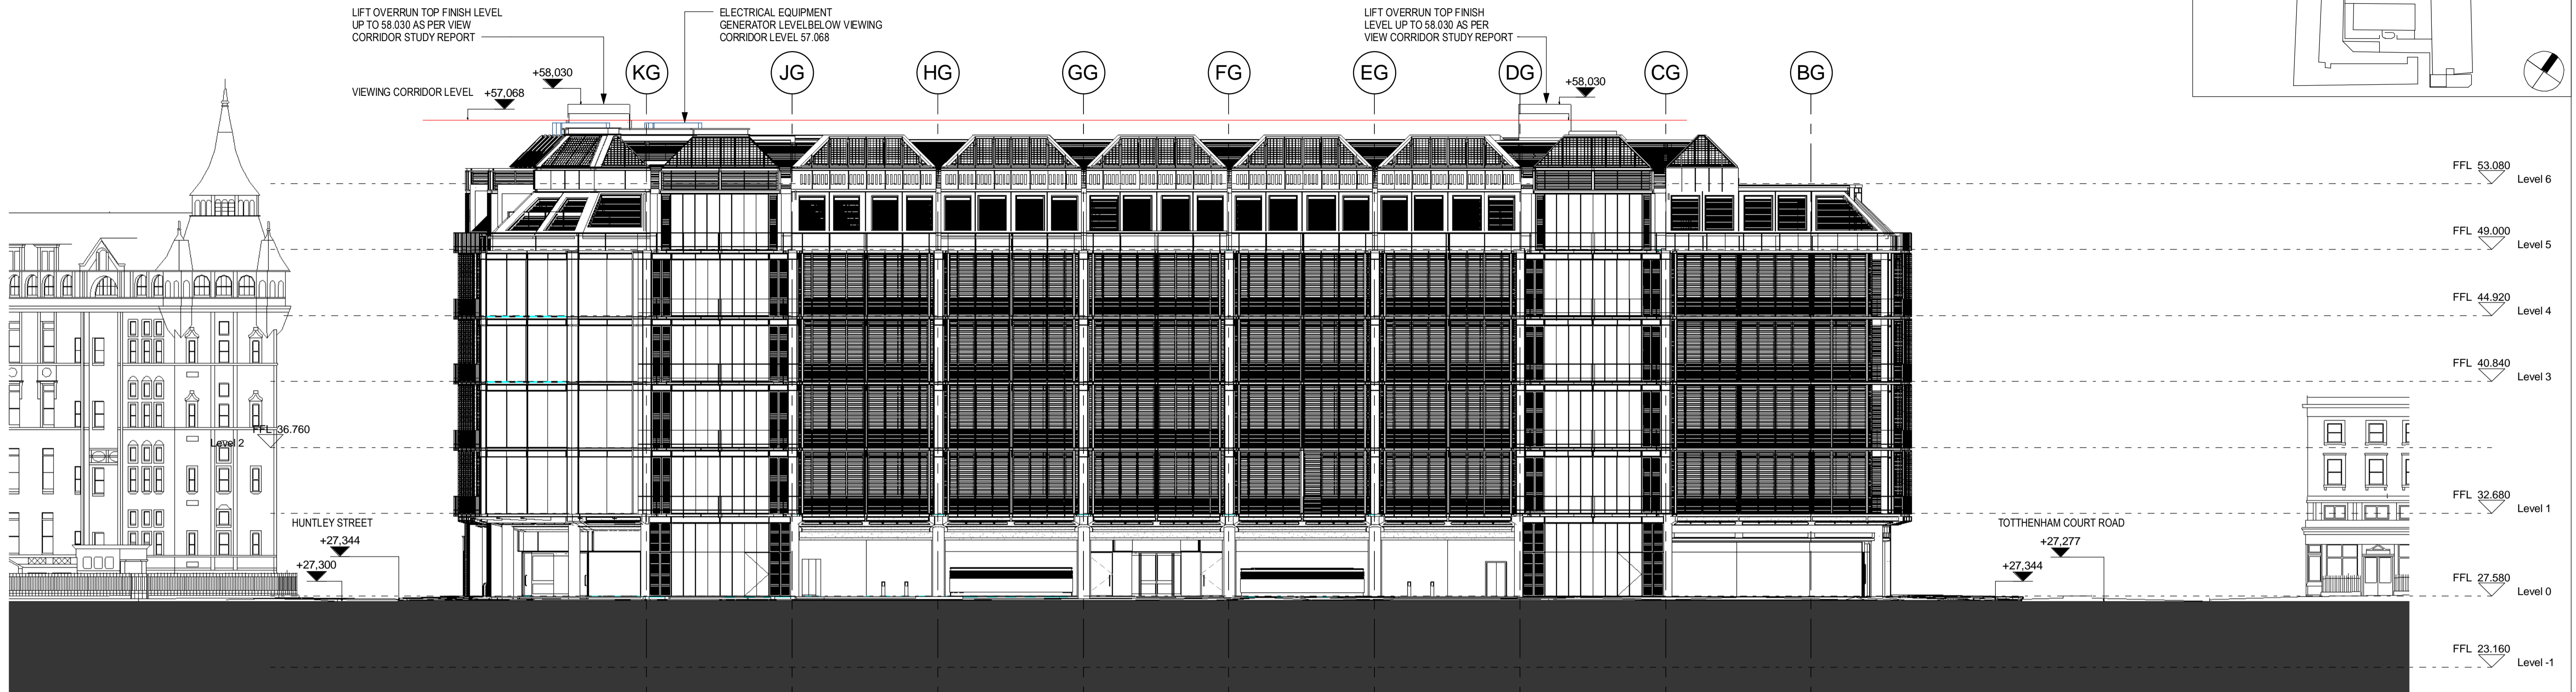 LIFT OVERRUN TOP FINISH LEVEL
UP TO 58.030 AS PER VIEW
CORRIDOR STUDY REPORT
ELECTRICAL EQUIPMENT
GENERATOR LEVELBELOW VIEWING
CORRIDOR LEVEL 57.068
LIFT OVERRUN TOP FINISH
LEVEL UP TO 58.030 AS PER
VIEW CORRIDOR STUDY REPORT
KG
JG
HG
GG
FG
EG
DG
CG
BG
+58,030
+58,030
VIEWING CORRIDOR LEVEL
+57,068
FFL 53.080
Level 6
FFL 49.000
Level 5
FFL 44.920
Level 4
FFL 40.840
Level 3
FFL 36.760
Level 2
FFL 32.680
Level 1
HUNTLEY STREET
+27,344
+27,300
TOTTHENHAM COURT ROAD
+27,277
+27,344
FFL 27.580
Level 0
FFL 23.160
Level -1